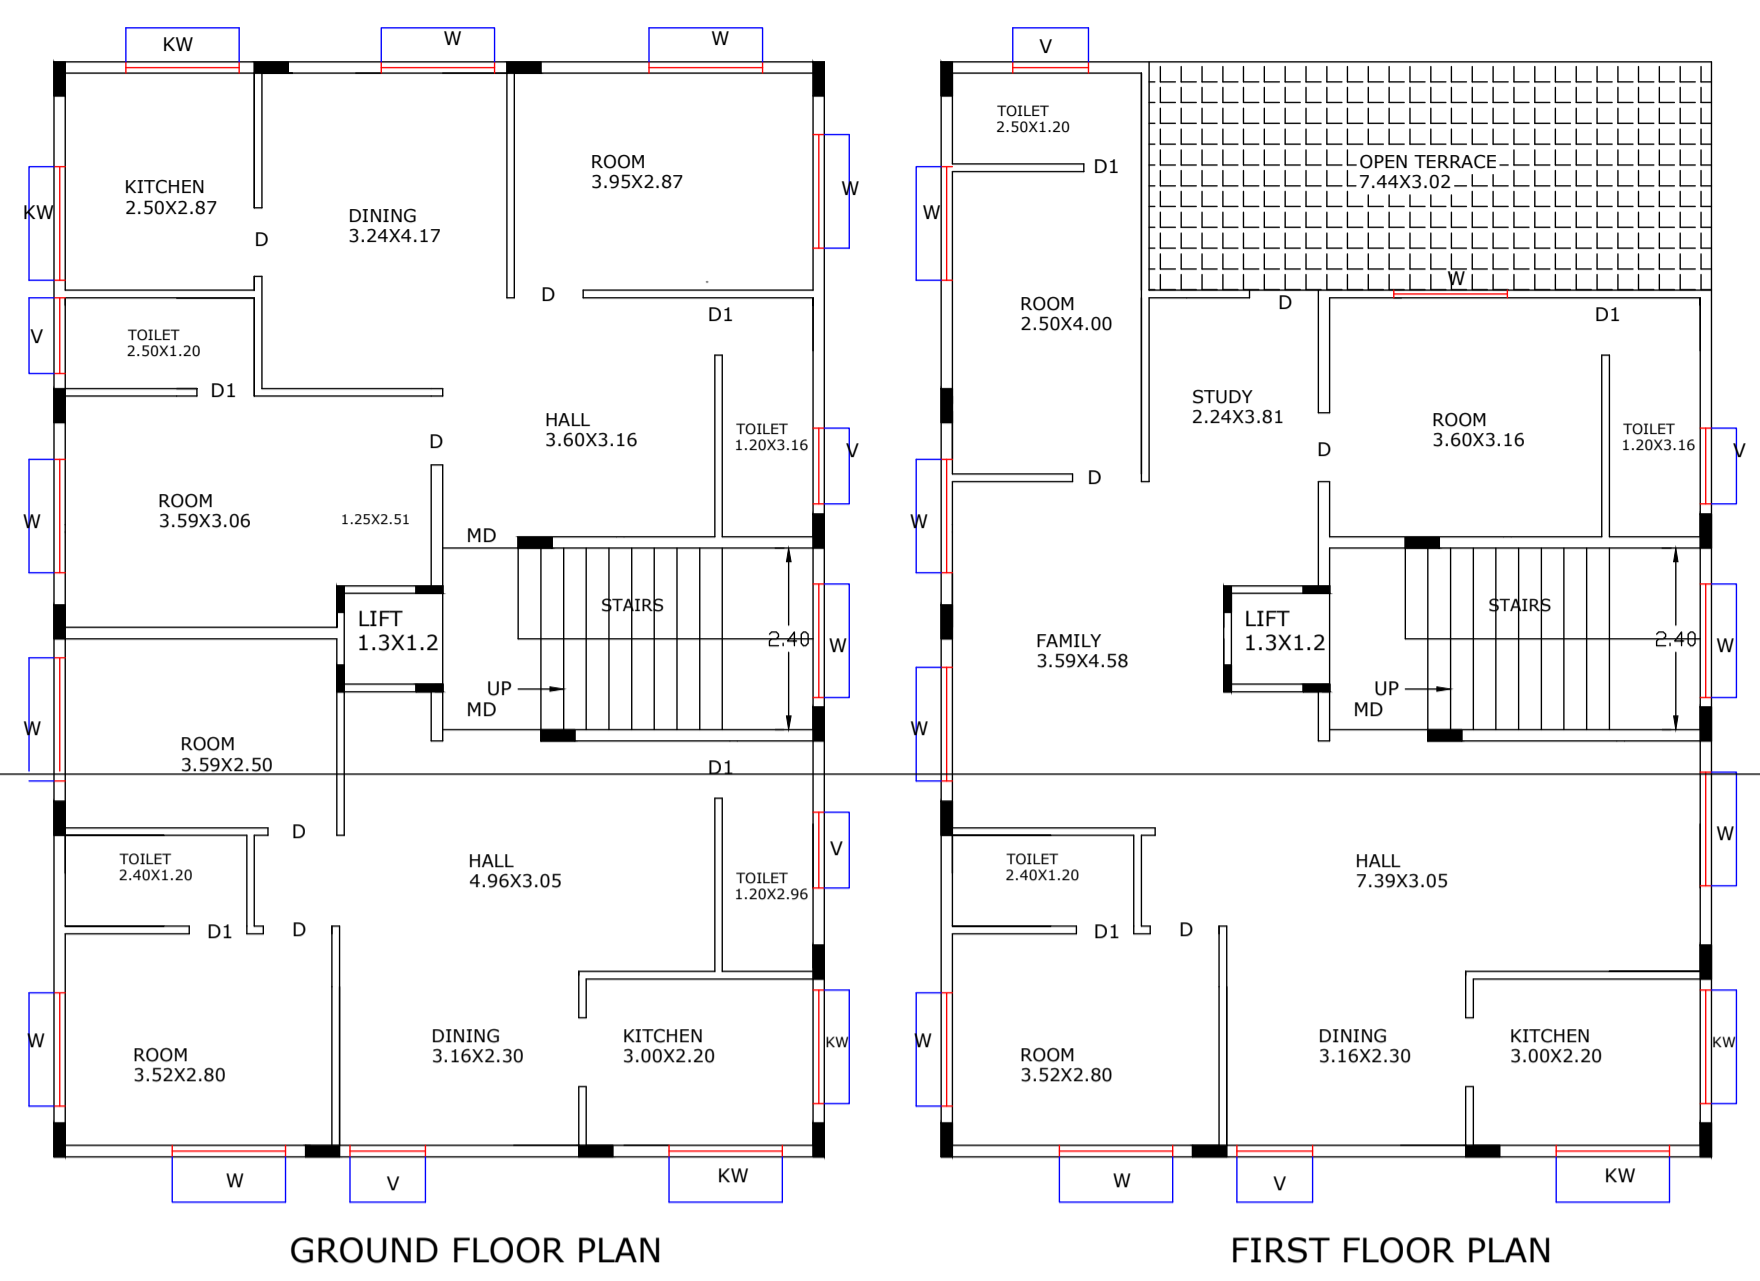 KW
W
W
KITCHEN
2.50X2.87
KW
D
DINING
3.24X4.17
ROOM
3.95X2.87
W
D
D1
V
TOILET
2.50X1.20
D1
D
HALL
3.60X3.16
TOILET
1.20X3.16
V
W
ROOM
3.59X3.06
1.25X2.51
MD
STAIRS
LIFT
1.3X1.2
2.40
W
UP
MD
W
ROOM
3.59X2.50
D1
D
TOILET
2.40X1.20
HALL
4.96X3.05
TOILET
1.20X2.96
V
D1
D
W
ROOM
3.52X2.80
DINING
3.16X2.30
KITCHEN
3.00X2.20
KW
W
V
KW
GROUND FLOOR PLAN
V
TOILET
2.50X1.20
D1
OPEN TERRACE
7.44X3.02
W
W
D
D1
ROOM
2.50X4.00
STUDY
2.24X3.81
D
ROOM
3.60X3.16
TOILET
1.20X3.16
V
D
W
STAIRS
LIFT
1.3X1.2
2.40
W
FAMILY
3.59X4.58
UP
MD
W
W
TOILET
2.40X1.20
HALL
7.39X3.05
D1
D
W
ROOM
3.52X2.80
DINING
3.16X2.30
KITCHEN
3.00X2.20
KW
W
V
KW
FIRST FLOOR PLAN